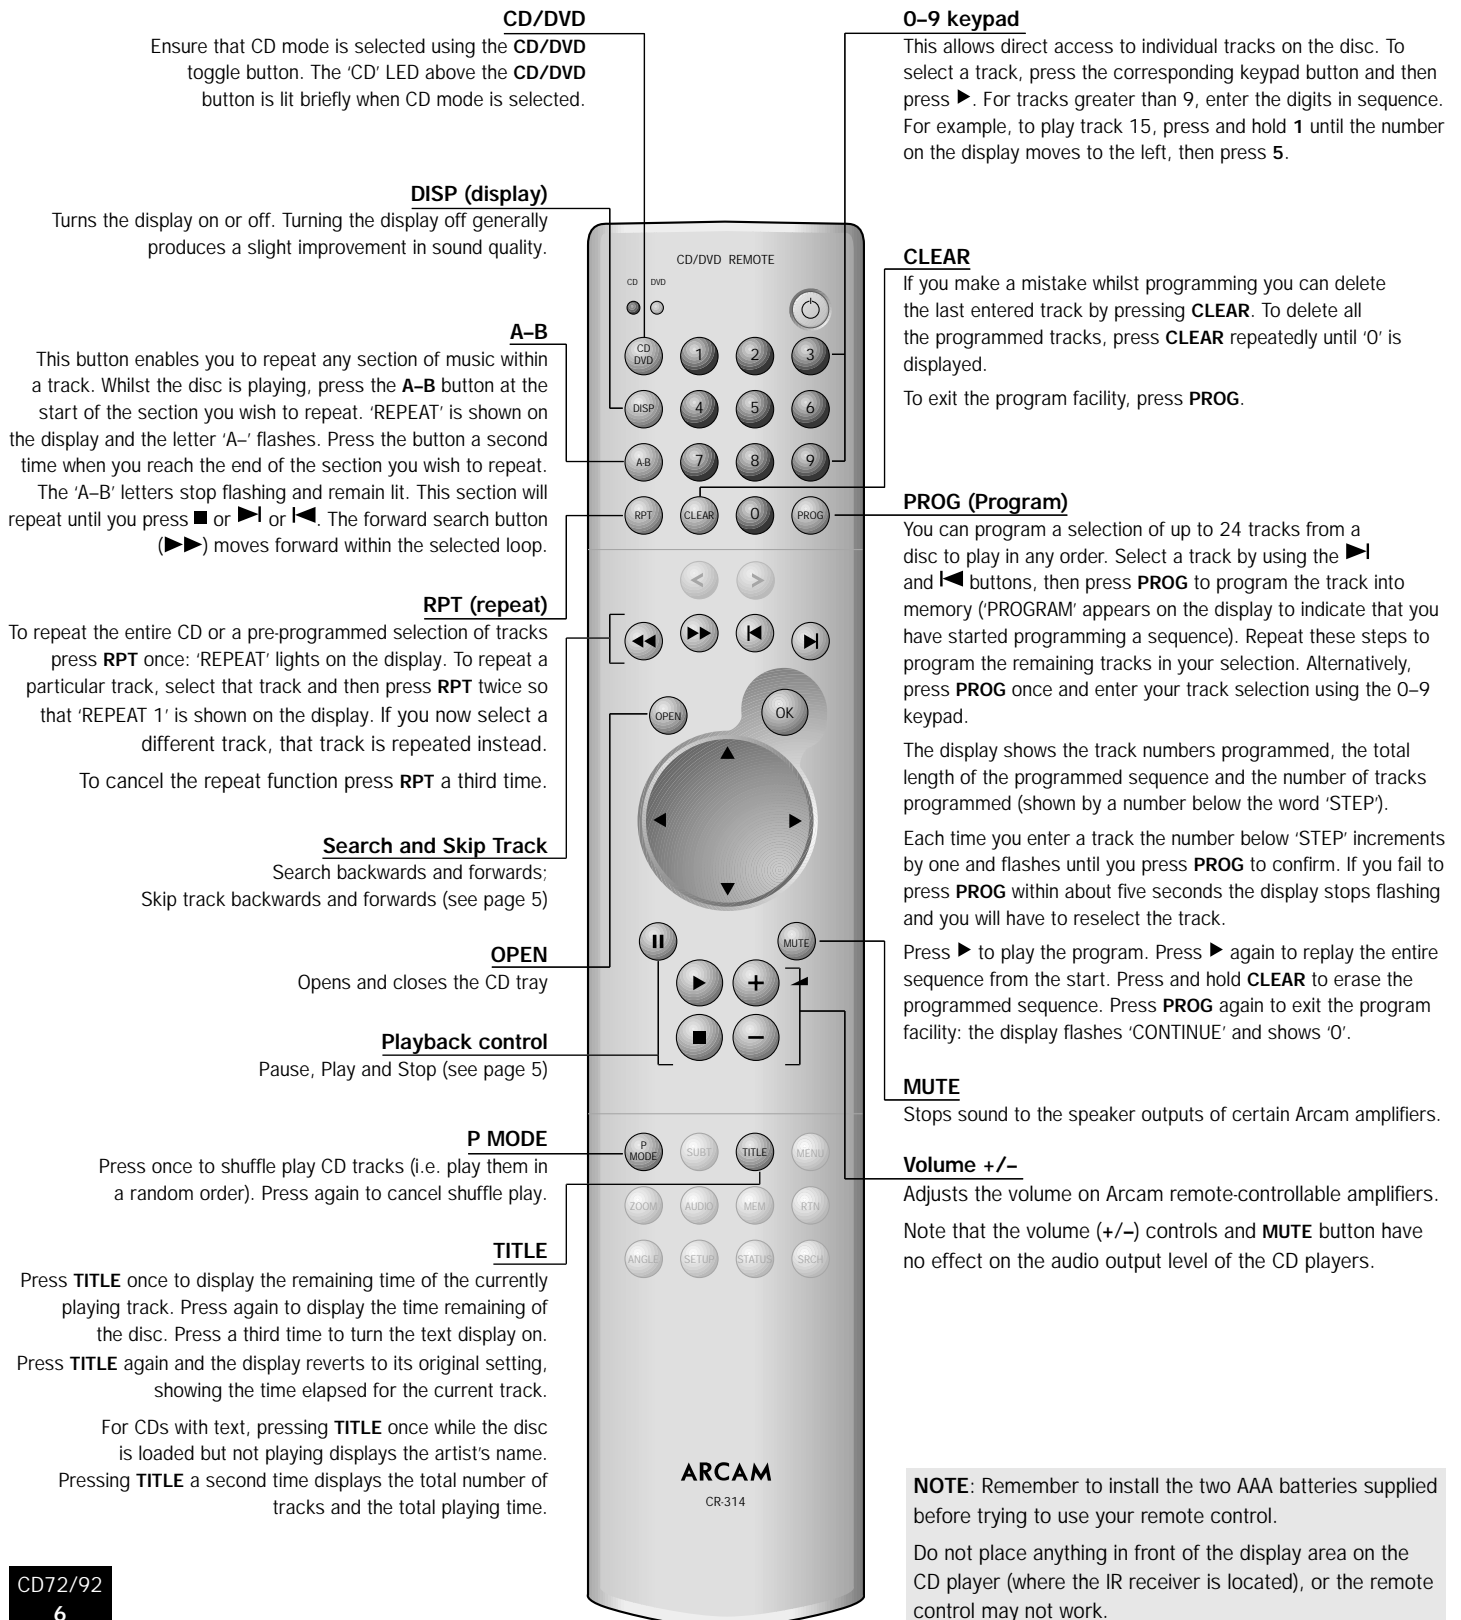 CD/DVD
Ensure that CD mode is selected using the CD/DVD
toggle button. The ‘CD’ LED above the CD/DVD
button is lit briefly when CD mode is selected.
DISP (display)
Turns the display on or off. Turning the display off generally
produces a slight improvement in sound quality.
A–B
This button enables you to repeat any section of music within
a track. Whilst the disc is playing, press the A–B button at the
start of the section you wish to repeat. ‘REPEAT’ is shown on
the display and the letter ‘A–’ flashes. Press the button a second
time when you reach the end of the section you wish to repeat.
The ‘A–B’ letters stop flashing and remain lit. This section will
repeat until you press ■ or ▶I or I◀. The forward search button
(▶▶) moves forward within the selected loop.
RPT (repeat)
To repeat the entire CD or a pre-programmed selection of tracks
press RPT once: ‘REPEAT’ lights on the display. To repeat a
particular track, select that track and then press RPT twice so
that ‘REPEAT 1’ is shown on the display. If you now select a
different track, that track is repeated instead.
To cancel the repeat function press RPT a third time.
Search and Skip Track
Search backwards and forwards;
Skip track backwards and forwards (see page 5)
OPEN
Opens and closes the CD tray
Playback control
Pause, Play and Stop (see page 5)
P MODE
Press once to shuffle play CD tracks (i.e. play them in
a random order). Press again to cancel shuffle play.
TITLE
Press TITLE once to display the remaining time of the currently
playing track. Press again to display the time remaining of
the disc. Press a third time to turn the text display on.
Press TITLE again and the display reverts to its original setting,
showing the time elapsed for the current track.
For CDs with text, pressing TITLE once while the disc
is loaded but not playing displays the artist’s name.
Pressing TITLE a second time displays the total number of
tracks and the total playing time.
CD72/92
6
CD/DVD REMOTE
CD DVD
CD
DVD
1 2 3
DISP 4 5 6
A-B 7 8 9
RPT CLEAR 0 PROG
< >
OPEN OK
MUTE
+
−
P
MODE SUBT TITLE MENU
ZOOM AUDIO MEM RTN
ANGLE SETUP STATUS SRCH
ARCAM
CR-314
0–9 keypad
This allows direct access to individual tracks on the disc. To
select a track, press the corresponding keypad button and then
press ▶. For tracks greater than 9, enter the digits in sequence.
For example, to play track 15, press and hold 1 until the number
on the display moves to the left, then press 5.
CLEAR
If you make a mistake whilst programming you can delete
the last entered track by pressing CLEAR. To delete all
the programmed tracks, press CLEAR repeatedly until ‘0’ is
displayed.
To exit the program facility, press PROG.
PROG (Program)
You can program a selection of up to 24 tracks from a
disc to play in any order. Select a track by using the ▶I
and I◀ buttons, then press PROG to program the track into
memory (‘PROGRAM’ appears on the display to indicate that you
have started programming a sequence). Repeat these steps to
program the remaining tracks in your selection. Alternatively,
press PROG once and enter your track selection using the 0–9
keypad.
The display shows the track numbers programmed, the total
length of the programmed sequence and the number of tracks
programmed (shown by a number below the word ‘STEP’).
Each time you enter a track the number below ‘STEP’ increments
by one and flashes until you press PROG to confirm. If you fail to
press PROG within about five seconds the display stops flashing
and you will have to reselect the track.
Press ▶ to play the program. Press ▶ again to replay the entire
sequence from the start. Press and hold CLEAR to erase the
programmed sequence. Press PROG again to exit the program
facility: the display flashes ‘CONTINUE’ and shows ‘0’.
MUTE
Stops sound to the speaker outputs of certain Arcam amplifiers.
Volume +/–
Adjusts the volume on Arcam remote-controllable amplifiers.
Note that the volume (+/–) controls and MUTE button have
no effect on the audio output level of the CD players.
NOTE: Remember to install the two AAA batteries supplied
before trying to use your remote control.
Do not place anything in front of the display area on the
CD player (where the IR receiver is located), or the remote
control may not work.